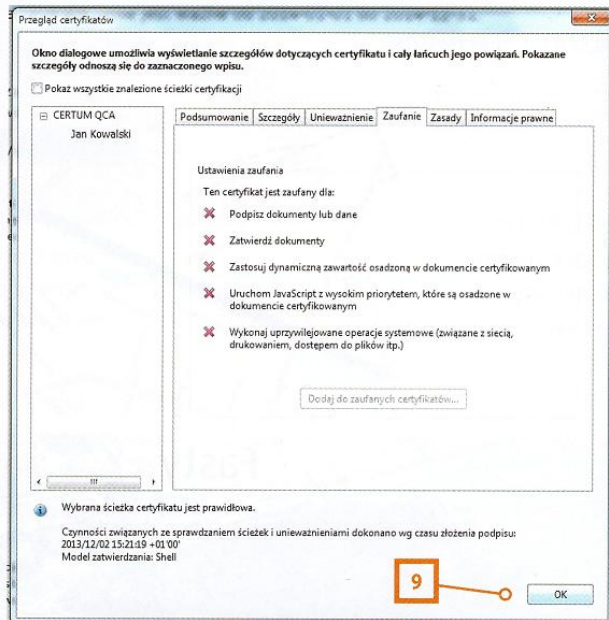 Przegląd certyfikatów
Okno dialogowe umożliwia wyświetlanie szczegółów dotyczących certyfikatu i cały łańcuch jego powiązań. Pokazane
szczegóły odnoszą się do zaznaczonego wpisu.
Pokaż wszystkie znalezione ścieżki certyfikacji
CERTUM QCA
Jan Kowalski
Podsumowanie
Szczegóły
Unieważnienie
Zaufanie
Zasady
Informacje prawne
Ustawienia zaufania
Ten certyfikat jest zaufany dla:
Podpisz dokumenty lub dane
Zatwierdź dokumenty
Zastosuj dynamiczną zawartość osadzoną w dokumencie certyfikowanym
Uruchom JavaScript z wysokim priorytetem, które są osadzone w
dokumencie certyfikowanym
Wykonaj uprzywilejowane operacje systemowe (związane z siecią,
drukowaniem, dostępem do plików itp.)
Dodaj do zaufanych certyfikatów...
Wybrana ścieżka certyfikatu jest prawidłowa.
Czynności związanych ze sprawdzaniem ścieżek i unieważnieniami dokonano wg czasu złożenia podpisu:
2013/12/02 15:21:19 +01'00'
Model zatwierdzania: Shell
9
OK